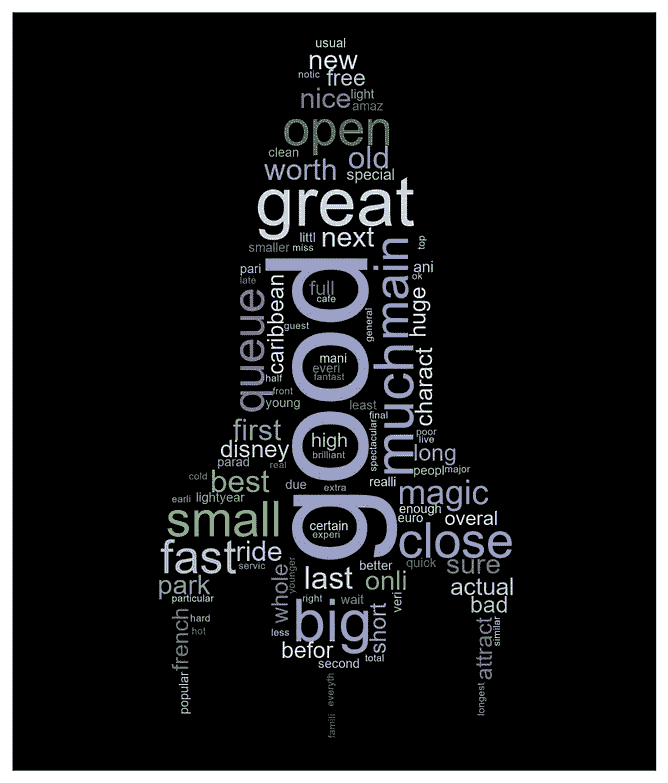 usual
new
notic
free
nice
light
amaz
open
clean
old
worth
special
great
littl
next
smaller
miss
top
main
pari
late
good
full
cafe
ani
ok
huge
caribbean
queue
guest
general
much
mani
everi
fantast
half
front
young
least
charact
final
first
disney
high
brilliant
spectacular
poor
live
long
parad
real
peopl
major
cold
best
due
extra
realli
magic
earli
lightyear
small
certain
experi
enough
euro
overal
close
fast
ride
servic
younger
better
quick
sure
park
whole
last
onli
actual
particular
right
wait
veri
bad
french
hard
hot
big
short
less
similar
attract
befor
second
total
popular
everyth
famili
longest